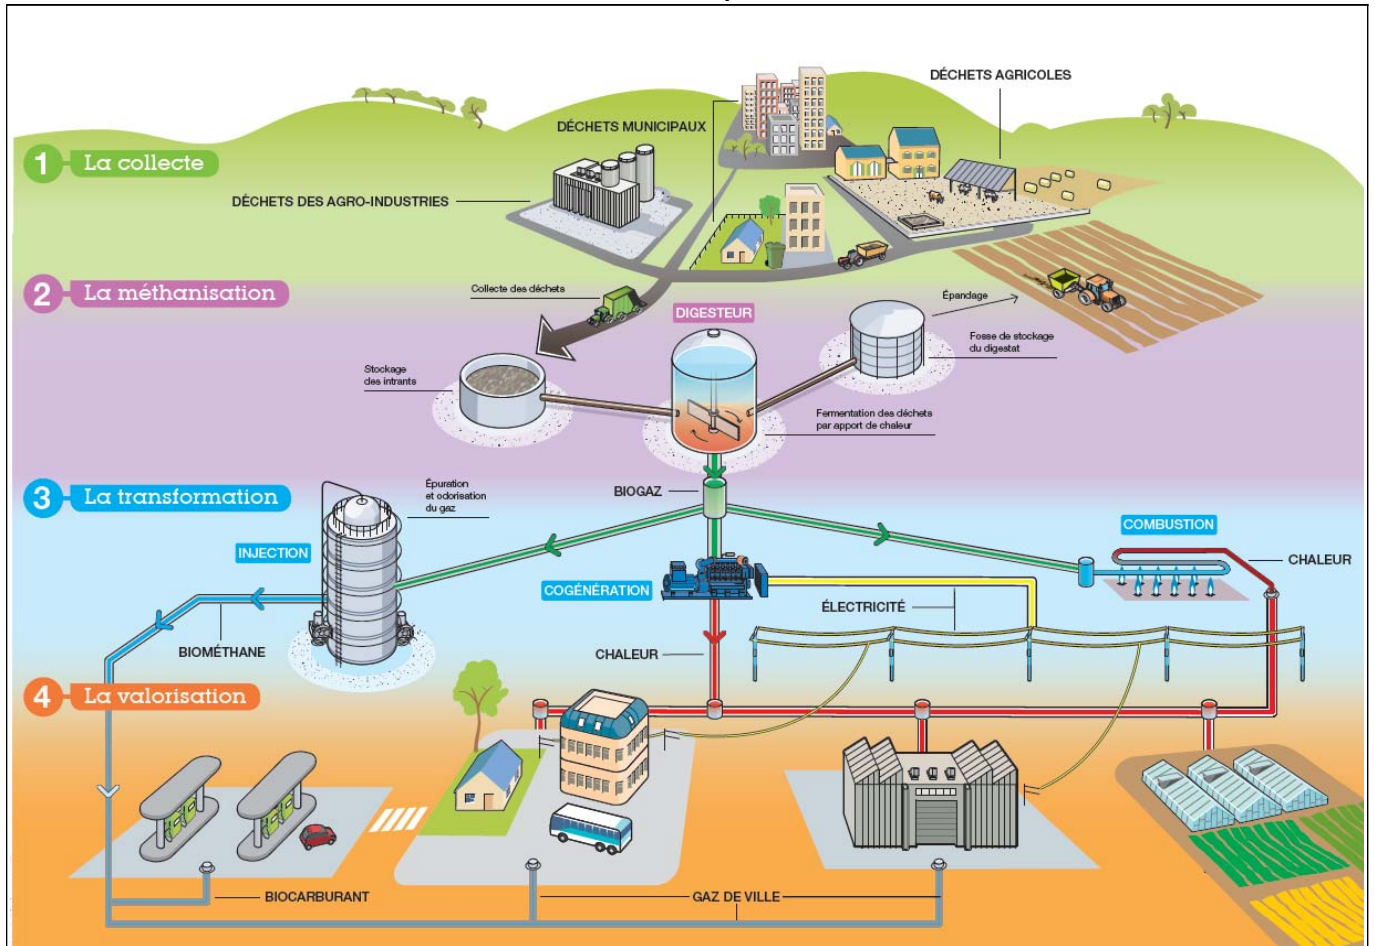 DÉCHETS AGRICOLES
DÉCHETS MUNICIPAUX
1 La collecte
DÉCHETS DES AGRO-INDUSTRIES
2 La méthanisation
Collecte des déchets
Épandage
DIGESTEUR
Fosse de stockage
du digestat
Stockage
des intrants
Fermentation des déchets
par apport de chaleur
3 La transformation
Épuration
et odorisation
du gaz
BIOGAZ
COMBUSTION
INJECTION
CHALEUR
COGÉNÉRATION
ÉLECTRICITÉ
BIOMÉTHANE
CHALEUR
4 La valorisation
BIOCARBURANT
GAZ DE VILLE